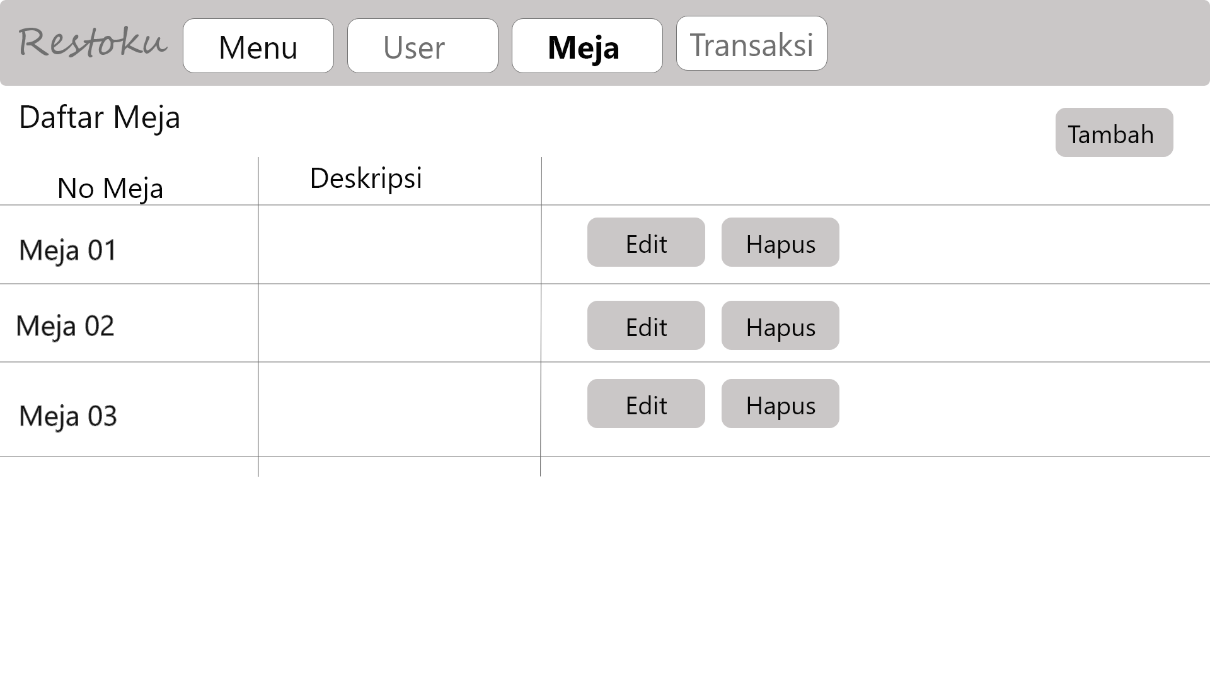 Restoku Menu User Meja Transaksi
Daftar Meja
Tambah
No Meja Deskripsi
Meja 01 Edit Hapus
Meja 02 Edit Hapus
Meja 03 Edit Hapus